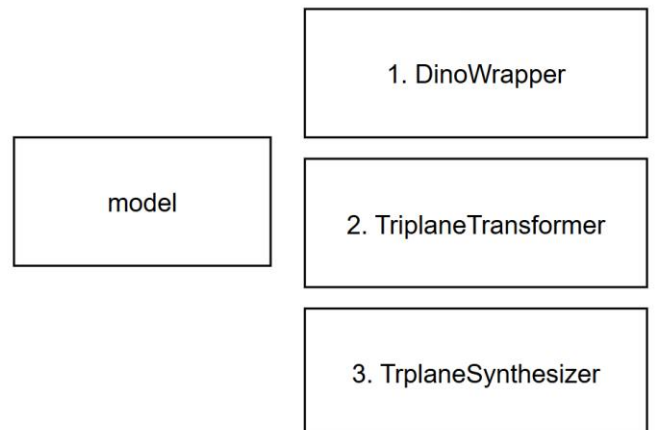 1. DinoWrapper
model
2. TriplaneTransformer
3. TrplaneSynthesizer